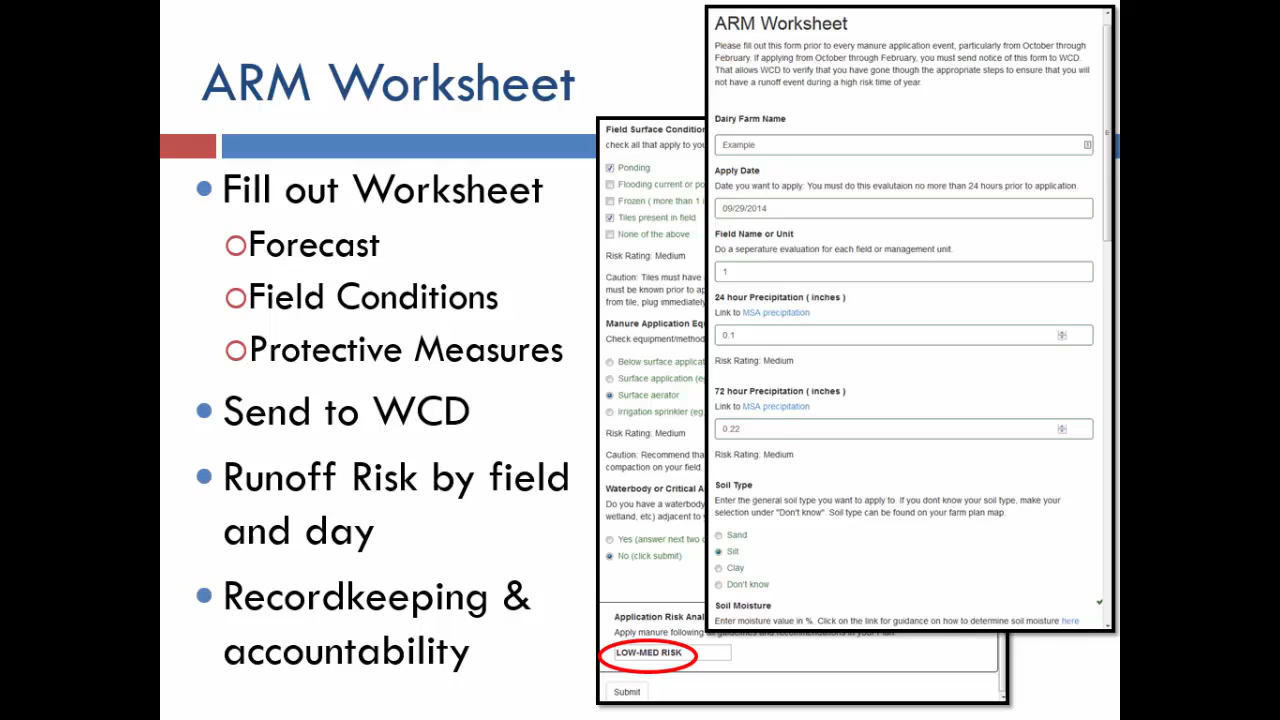 ARM Worksheet
Fill out Worksheet
Forecast
Field Conditions
Protective Measures
Send to WCD
Runoff Risk by field
and day
Recordkeeping &
accountability
Field Surface Condition
check all that apply to you
Ponding
Flooding current or po
Frozen ( more than 1 i
Tiles present in field
None of the above
Risk Rating: Medium
Caution: Tiles must have
must be known prior to ap
from tile, plug immediately
Manure Application Equ
Check equipment/method
Below surface applicat
Surface application (eg
Surface aerator
Irrigation sprinkler (eg.
Risk Rating: Medium
Caution: Recommend tha
compaction on your field.
Waterbody or Critical A
Do you have a waterbody
wetland, etc) adjacent to
Yes (answer next two q
No (click submit)
Application Risk Anal
Apply manure following all guidelines and recommendations in your Plan
LOW-MED RISK
Submit
ARM Worksheet
Please fill out this form prior to every manure application event, particularly from October through
February. If applying from October through February, you must send notice of this form to WCD.
That allows WCD to verify that you have gone though the appropriate steps to ensure that you will
not have a runoff event during a high risk time of year.
Dairy Farm Name
Example
Apply Date
Date you want to apply. You must do this evalutaion no more than 24 hours prior to application.
09/29/2014
Field Name or Unit
Do a seperature evaluation for each field or management unit.
1
24 hour Precipitation ( inches )
Link to MSA precipitation
0.1
Risk Rating: Medium
72 hour Precipitation ( inches )
Link to MSA precipitation
0.22
Risk Rating: Medium
Soil Type
Enter the general soil type you want to apply to. If you dont know your soil type, make your
selection under "Don't know". Soil type can be found on your farm plan map.
Sand
Silt
Clay
Don't know
Soil Moisture
Enter moisture value in %. Click on the link for guidance on how to determine soil moisture here